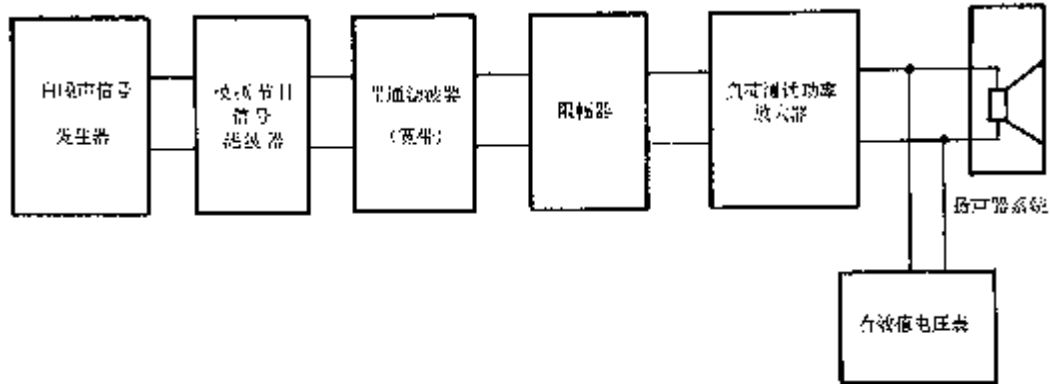 白噪声信号
发生器
模拟节目
信号
滤波器
带通滤波器
(宽带)
限幅器
负荷测试功率
放大器
扬声器系统
有效值电压表